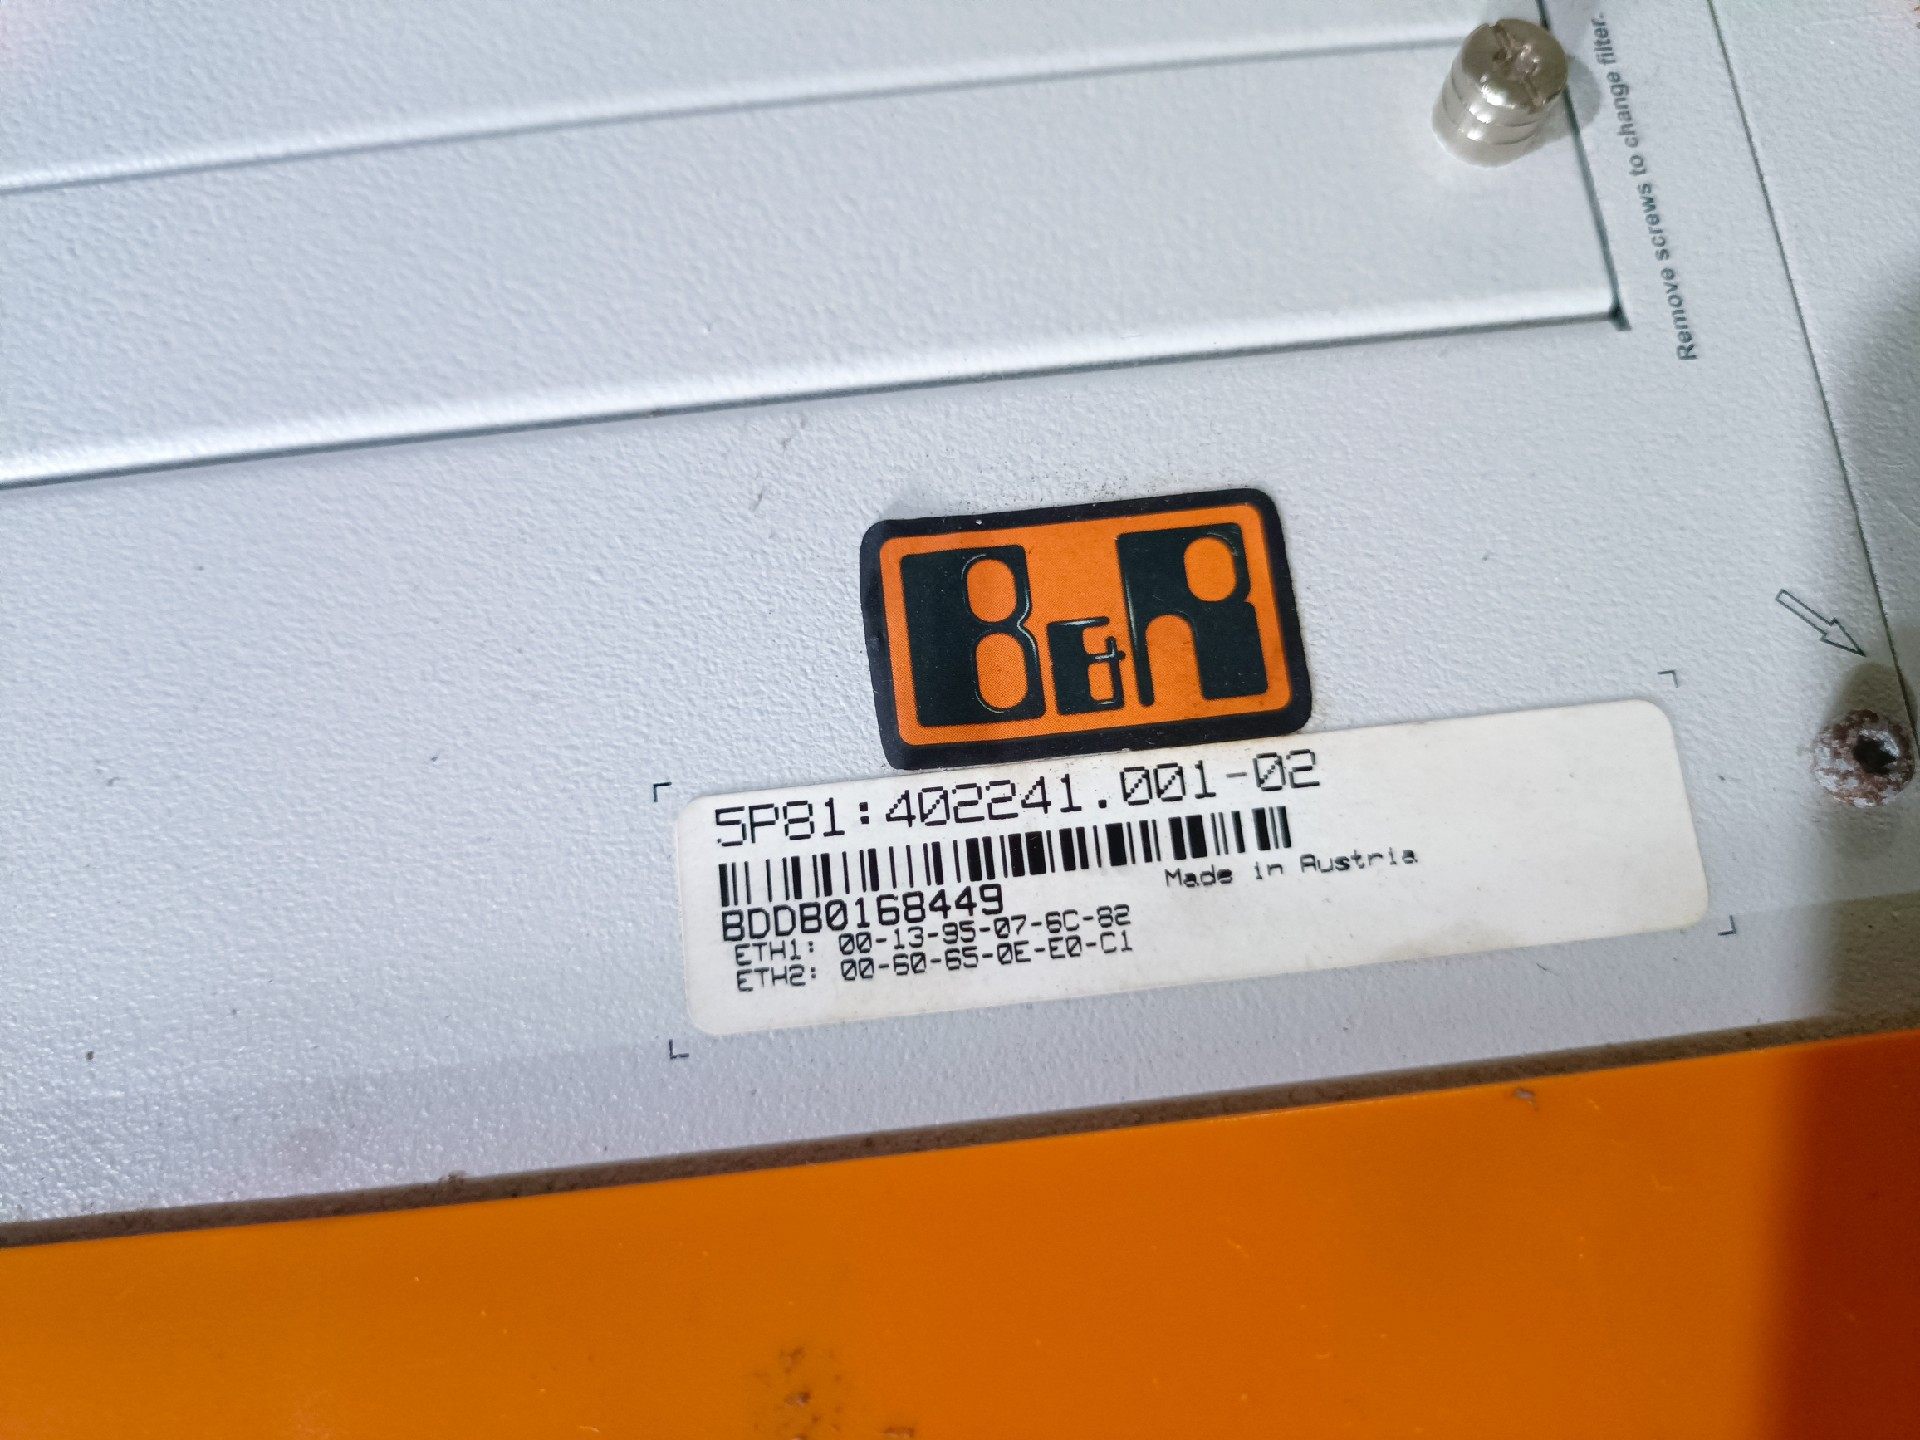 Remove screws to change filter.
B&R
5P81:402241.001-02
Made in Austria
BDDB0168449
ETH1: 00-13-95-07-6C-82
ETH2: 00-60-65-0E-E0-C1